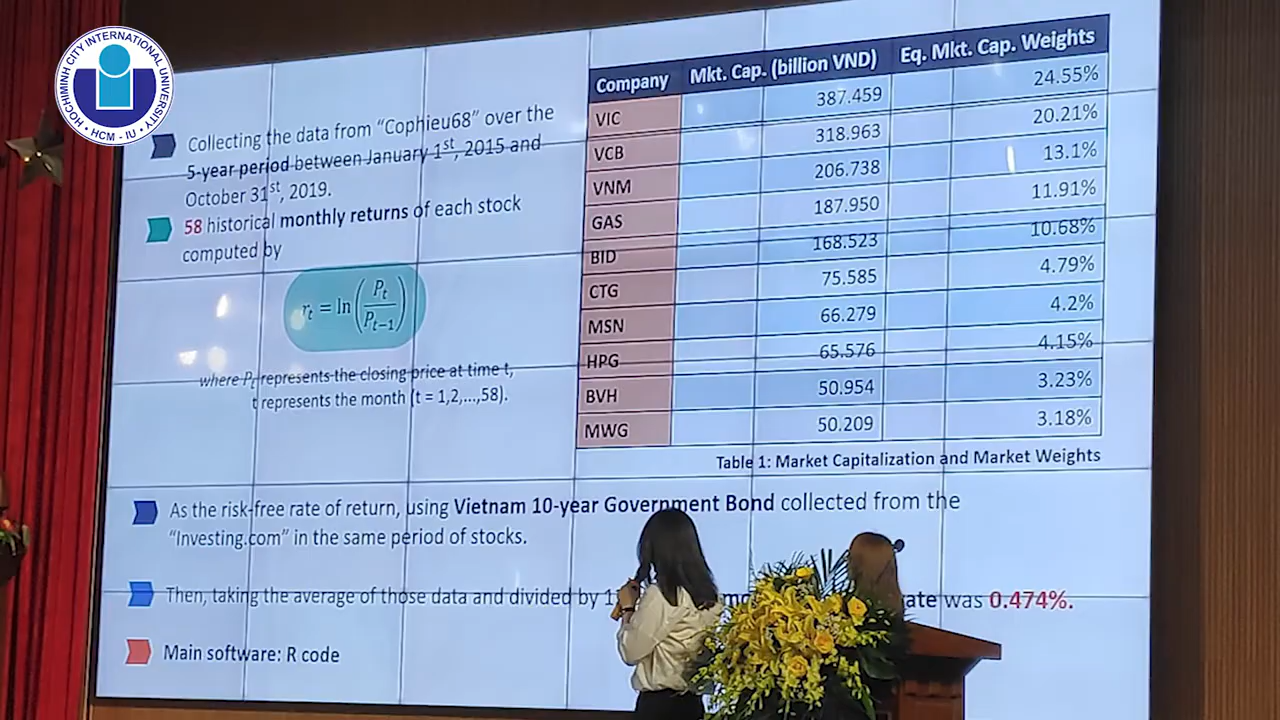 HOCHIMINH CITY INTERNATIONAL UNIVERSITY
HCM - IU
Collecting the data from “Cophieu68” over the
5-year period between January 1st, 2015 and
October 31st, 2019.
58 historical monthly returns of each stock
computed by
rt = ln(Pt/Pt−1)
where Pt represents the closing price at time t,
t represents the month (t = 1,2,...,58).
Company Mkt. Cap. (billion VND) Eq. Mkt. Cap. Weights
VIC 387.459 24.55%
VCB 318.963 20.21%
VNM 206.738 13.1%
GAS 187.950 11.91%
BID 168.523 10.68%
CTG 75.585 4.79%
MSN 66.279 4.2%
HPG 65.576 4.15%
BVH 50.954 3.23%
MWG 50.209 3.18%
Table 1: Market Capitalization and Market Weights
As the risk-free rate of return, using Vietnam 10-year Government Bond collected from the
“Investing.com” in the same period of stocks.
Then, taking the average of those data and divided by was 0.474%.
Main software: R code